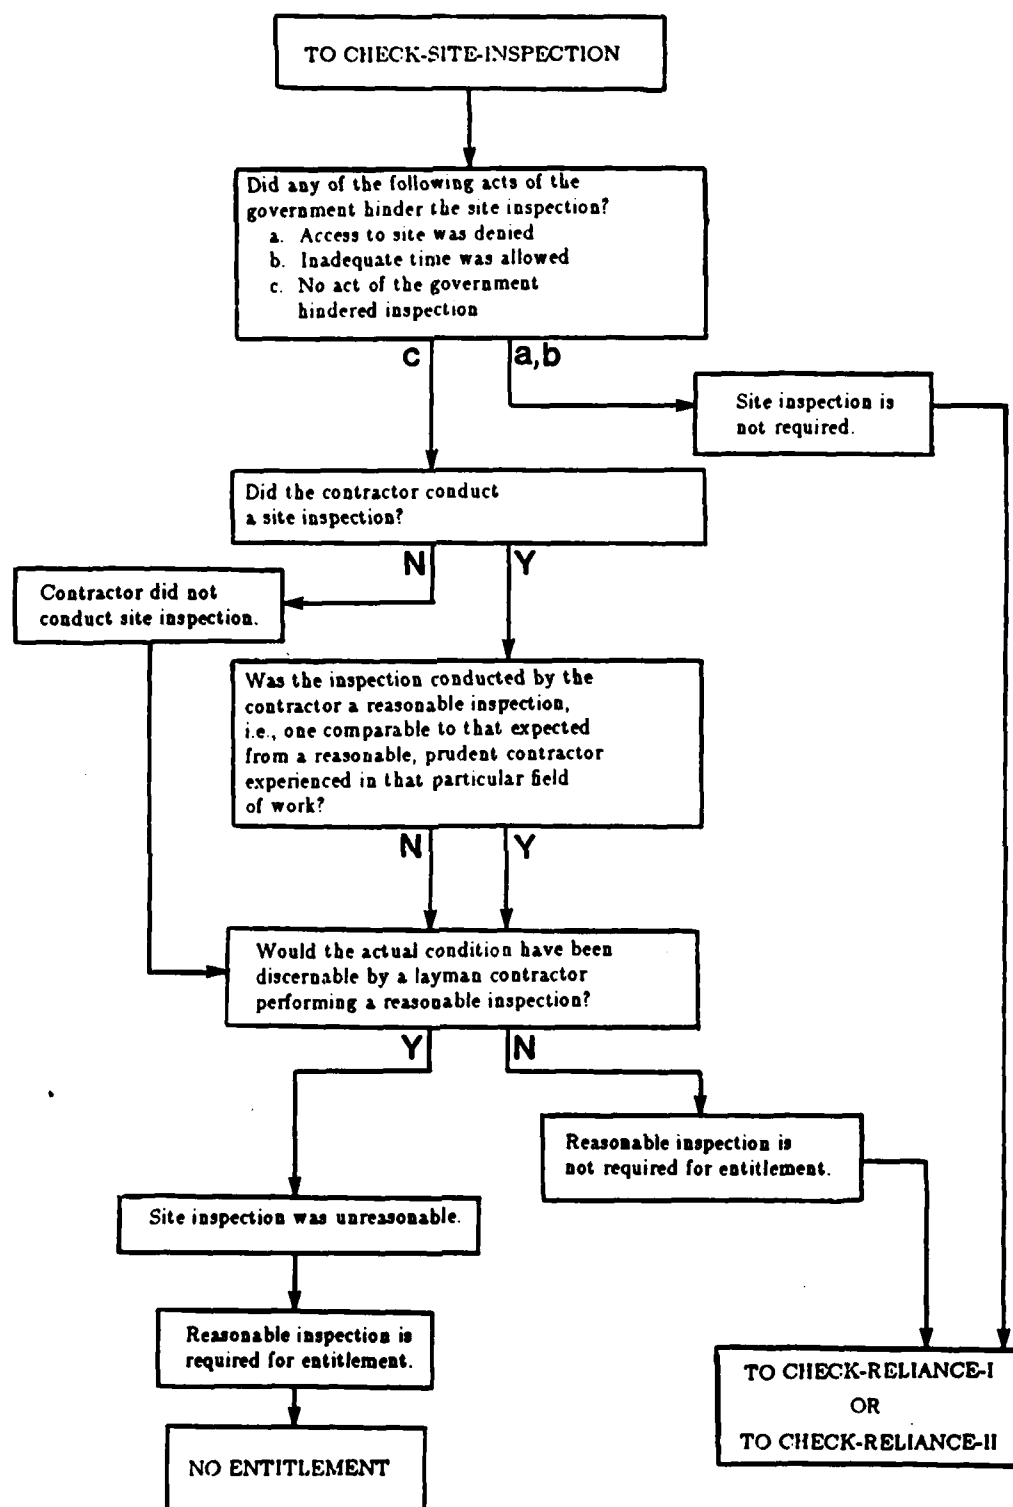 TO CHECK-SITE-INSPECTION
Did any of the following acts of the
government hinder the site inspection?
a. Access to site was denied
b. Inadequate time was allowed
c. No act of the government
hindered inspection
c
a,b
Site inspection is
not required.
Did the contractor conduct
a site inspection?
N
Y
Contractor did not
conduct site inspection.
Was the inspection conducted by the
contractor a reasonable inspection,
i.e., one comparable to that expected
from a reasonable, prudent contractor
experienced in that particular field
of work?
N
Y
Would the actual condition have been
discernable by a layman contractor
performing a reasonable inspection?
Y
N
Reasonable inspection is
not required for entitlement.
Site inspection was unreasonable.
Reasonable inspection is
required for entitlement.
TO CHECK-RELIANCE-I
OR
TO CHECK-RELIANCE-II
NO ENTITLEMENT